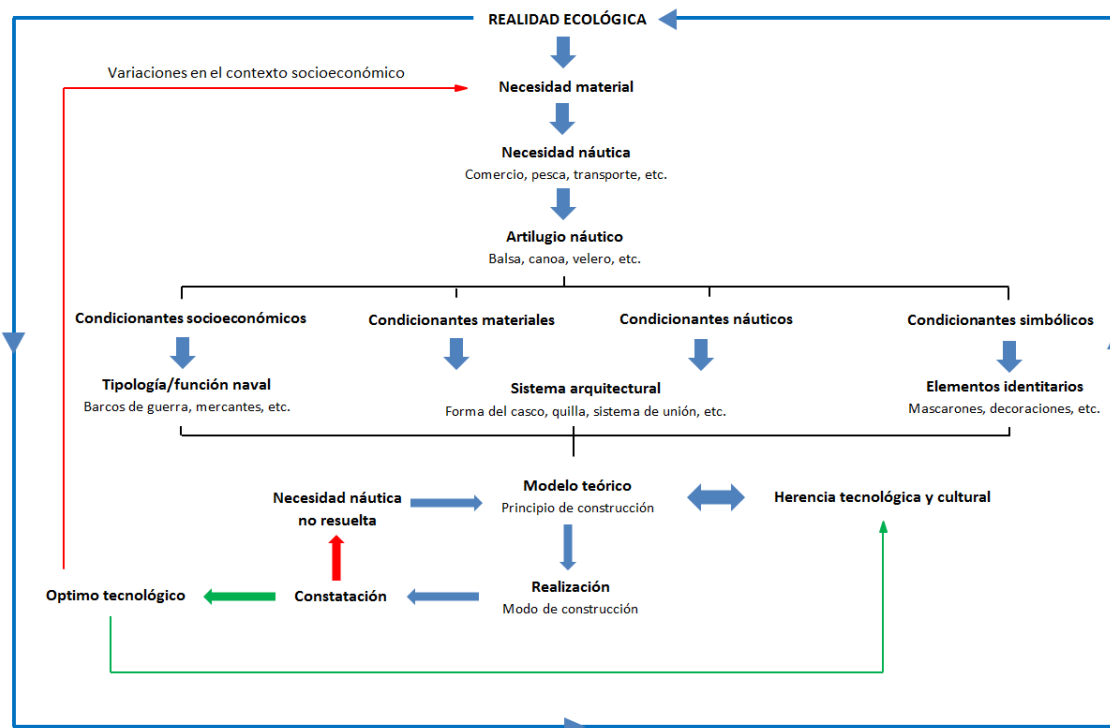 REALIDAD ECOLÓGICA
Variaciones en el contexto socioeconómico
Necesidad material
Necesidad náutica
Comercio, pesca, transporte, etc.
Artilugio náutico
Balsa, canoa, velero, etc.
Condicionantes socioeconómicos
Condicionantes materiales
Condicionantes náuticos
Condicionantes simbólicos
Tipología/función naval
Barcos de guerra, mercantes, etc.
Sistema arquitectural
Forma del casco, quilla, sistema de unión, etc.
Elementos identitarios
Mascarones, decoraciones, etc.
Necesidad náutica
no resuelta
Modelo teórico
Principio de construcción
Herencia tecnológica y cultural
Optimo tecnológico
Constatación
Realización
Modo de construcción